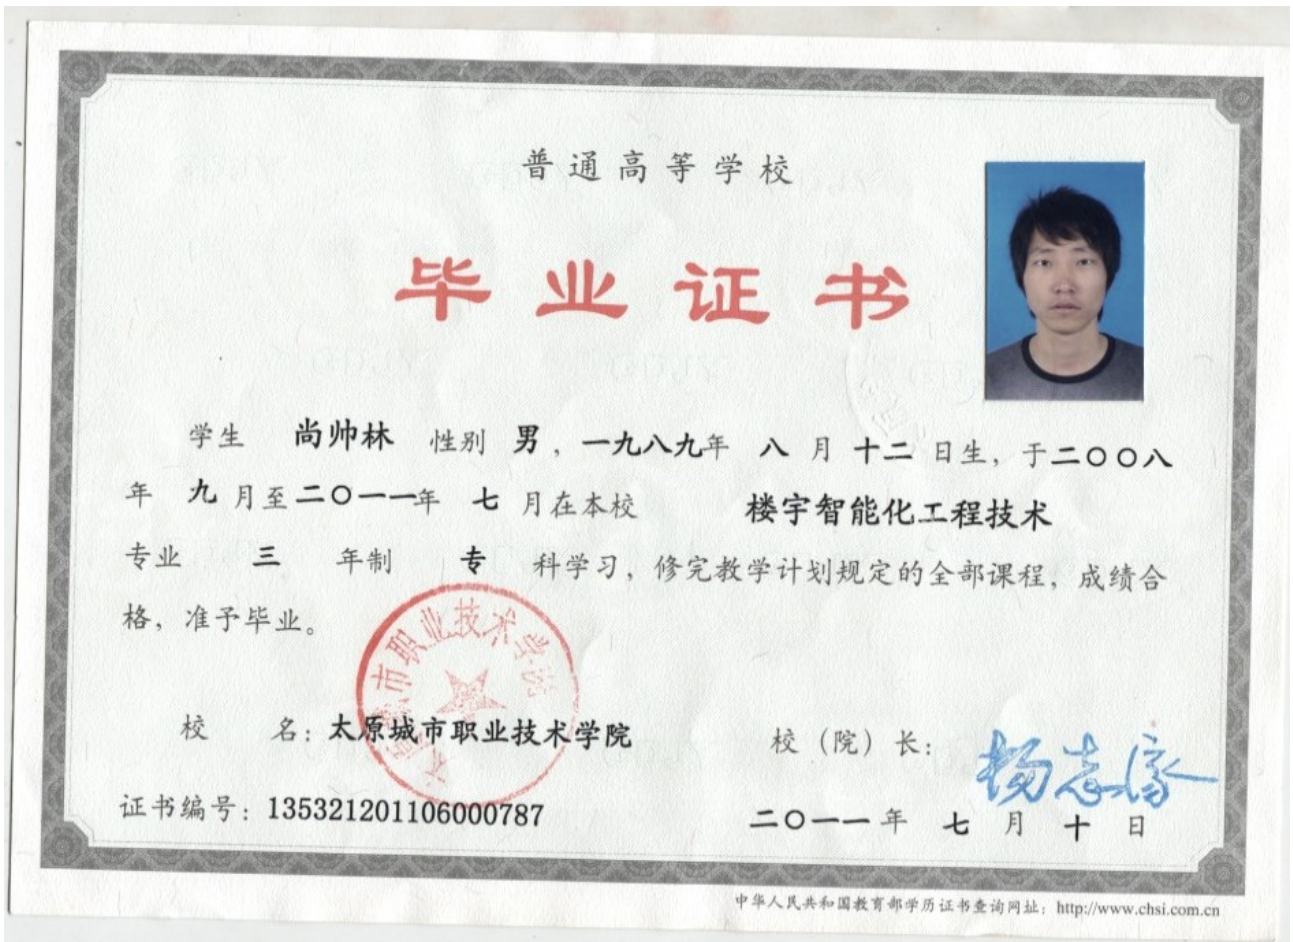 普通高等学校
毕业证书
学生 尚帅林 性别 男，一九八九年 八 月 十二 日生，于二〇〇八
年 九 月至二〇一一年 七 月在本校 楼宇智能化工程技术
专业 三 年制 专 科学习，修完教学计划规定的全部课程，成绩合
格，准予毕业。
市职业技术学院
校 名：太原城市职业技术学院
校（院）长：
证书编号：135321201106000787
二〇一一年 七 月 十 日
中华人民共和国教育部学历证书查询网址：http://www.chsi.com.cn